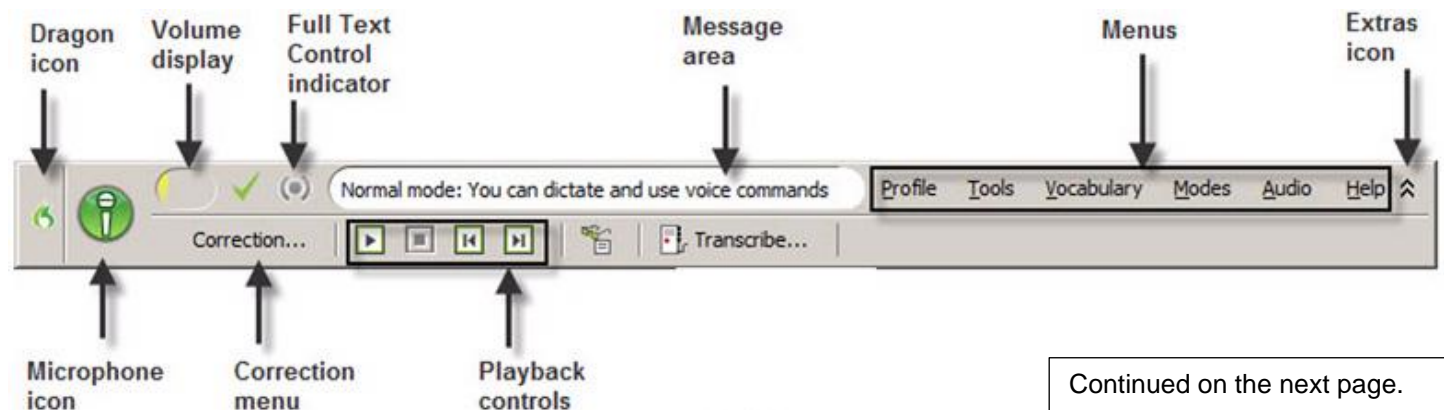 Dragon
icon
Volume
display
Full Text
Control
indicator
Message
area
Menus
Extras
icon
Normal mode: You can dictate and use voice commands
Profile Tools Vocabulary Modes Audio Help
Correction...
Transcribe...
Microphone
icon
Correction
menu
Playback
controls
Continued on the next page.